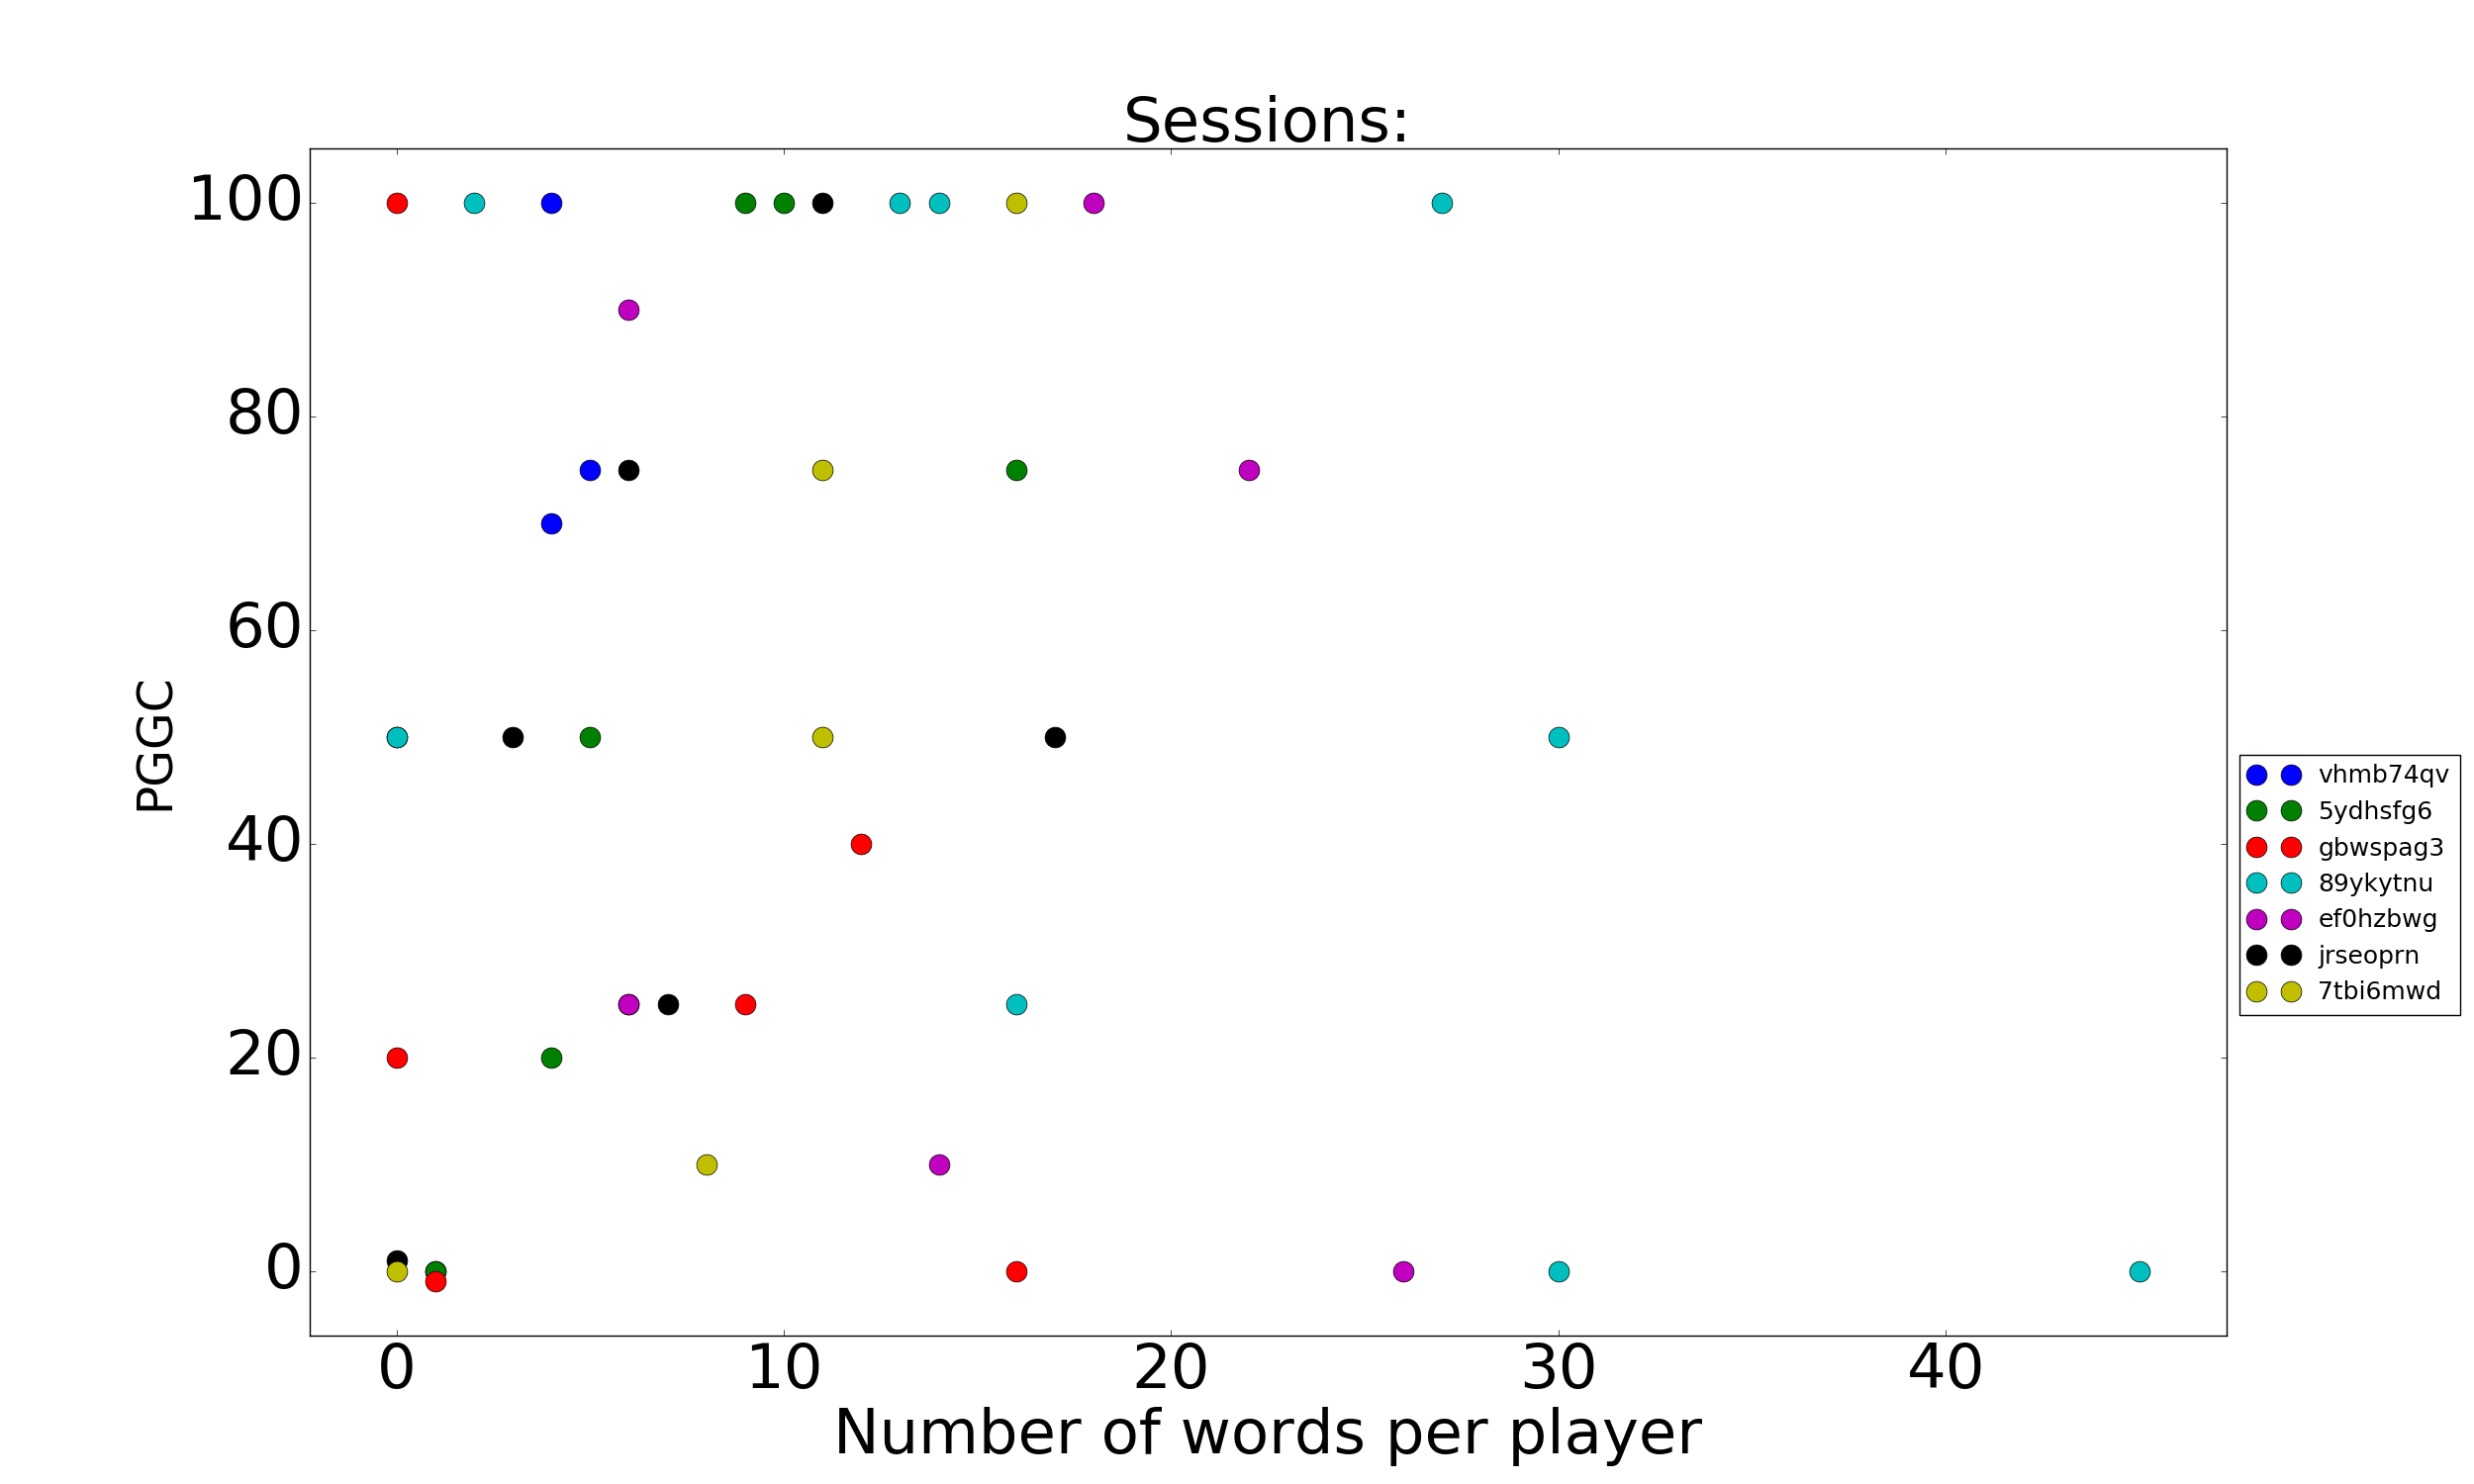 Sessions:
100
80
60
40
20
0
PGGC
0 10 20 30 40
Number of words per player
vhmb74qv
5ydhsfg6
gbwspag3
89ykytnu
ef0hzbwg
jrseoprn
7tbi6mwd